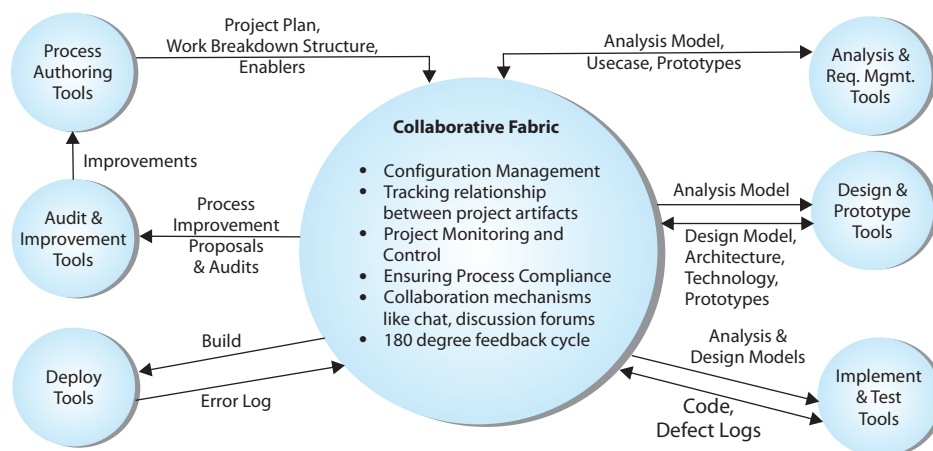 Process
Authoring
Tools
Project Plan,
Work Breakdown Structure,
Enablers
Analysis Model,
Usecase, Prototypes
Analysis &
Req. Mgmt.
Tools
Improvements
Audit &
Improvement
Tools
Process
Improvement
Proposals
& Audits
Collaborative Fabric
• Configuration Management
• Tracking relationship
between project artifacts
• Project Monitoring and
Control
• Ensuring Process Compliance
• Collaboration mechanisms
like chat, discussion forums
• 180 degree feedback cycle
Analysis Model
Design Model,
Architecture,
Technology,
Prototypes
Design &
Prototype
Tools
Build
Deploy
Tools
Error Log
Analysis &
Design Models
Code,
Defect Logs
Implement
& Test
Tools